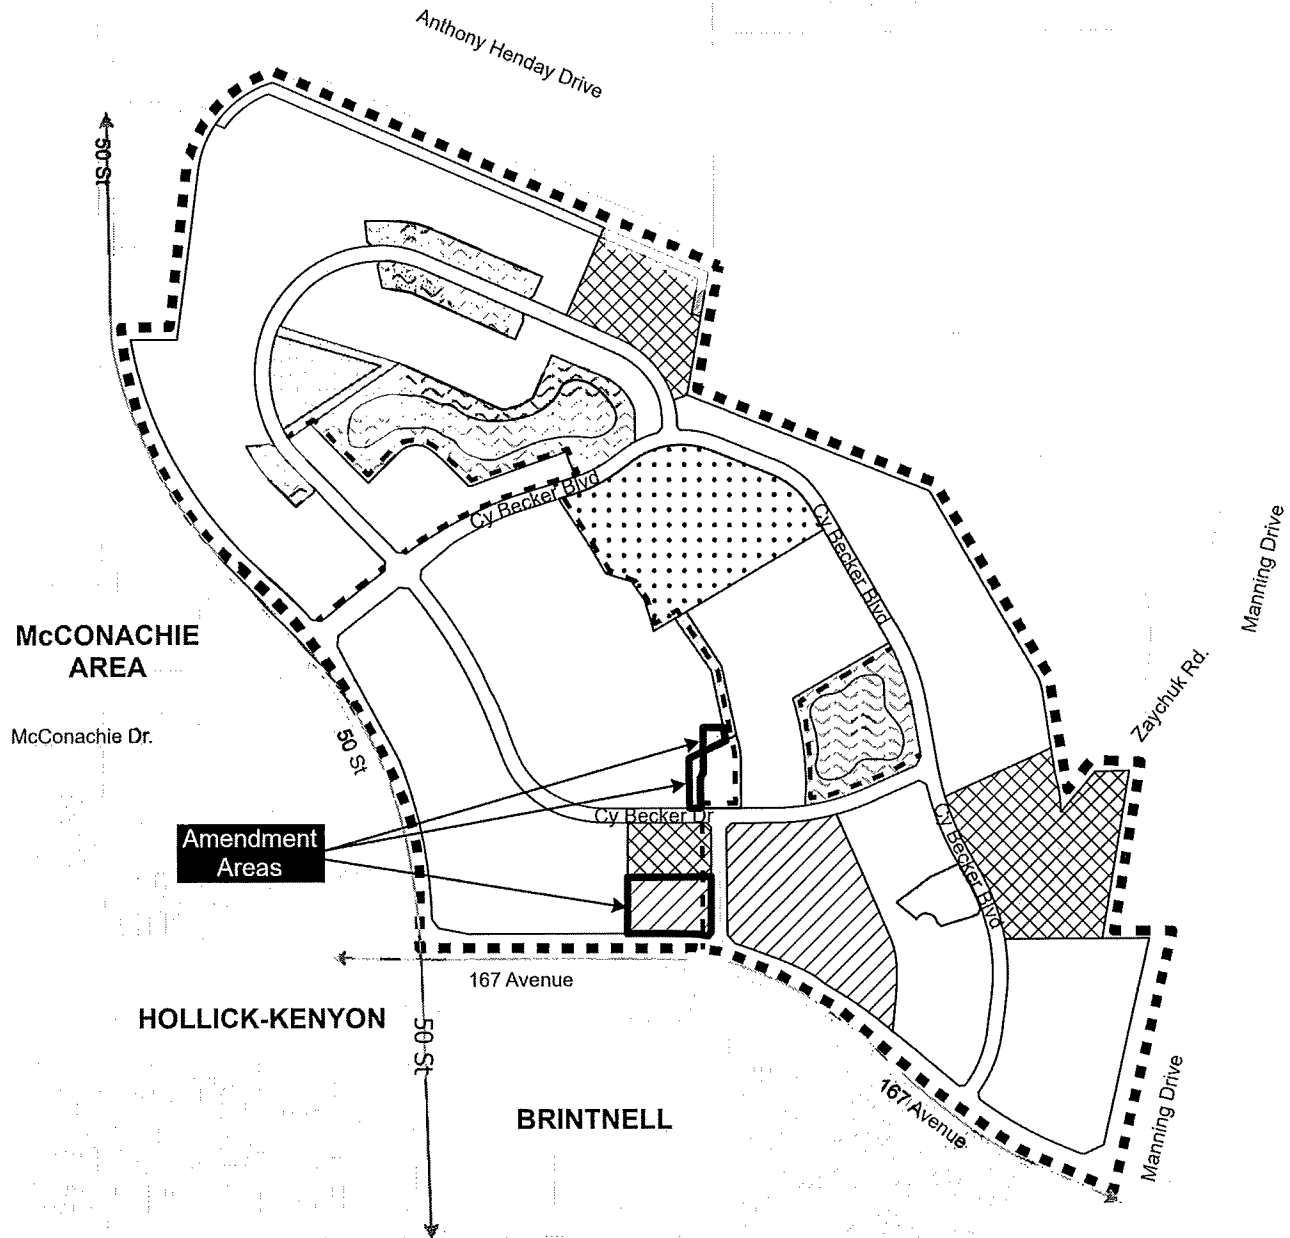 Anthony Henday Drive
50 St
Cy Becker Blvd
Cy Becker Blvd
Manning Drive
McCONACHIE
AREA
Zaychuk Rd.
McConachie Dr.
50 St
Cy Becker Dr
Cy Becker Blvd
Amendment
Areas
167 Avenue
HOLLICK-KENYON
50 St
BRINTNELL
167 Avenue
Manning Drive